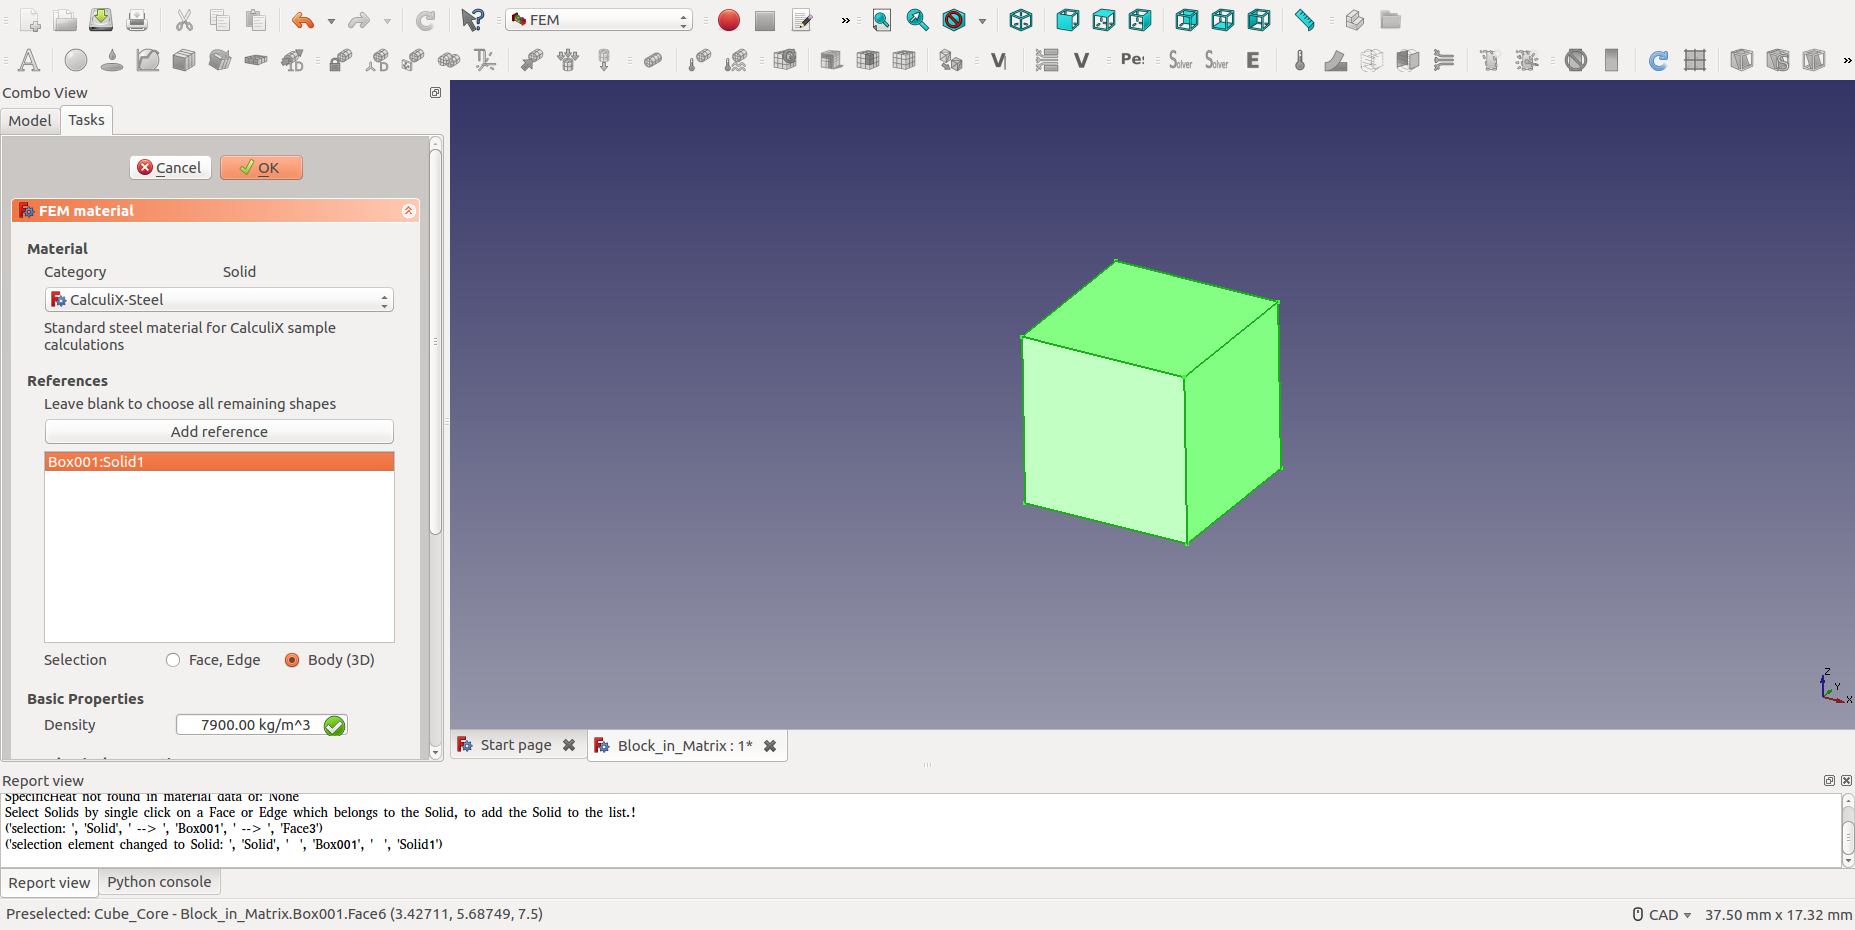 FEM
»
A
V
V
Pe:
Solver
Solver
E
»
Combo View
Model
Tasks
Cancel
OK
FEM material
Material
Category Solid
CalculiX-Steel
Standard steel material for CalculiX sample
calculations
References
Leave blank to choose all remaining shapes
Add reference
Box001:Solid1
Selection Face, Edge Body (3D)
Basic Properties
Density 7900.00 kg/m^3
Z
Y
X
Start page
Block_in_Matrix : 1*
Report view
SpecificHeat not found in material data of: None
Select Solids by single click on a Face or Edge which belongs to the Solid, to add the Solid to the list.!
('selection: ', 'Solid', ' --> ', 'Box001', ' --> ', 'Face3')
('selection element changed to Solid: ', 'Solid', '  ', 'Box001', '  ', 'Solid1')
Report view
Python console
Preselected: Cube_Core - Block_in_Matrix.Box001.Face6 (3.42711, 5.68749, 7.5)
CAD
37.50 mm x 17.32 mm